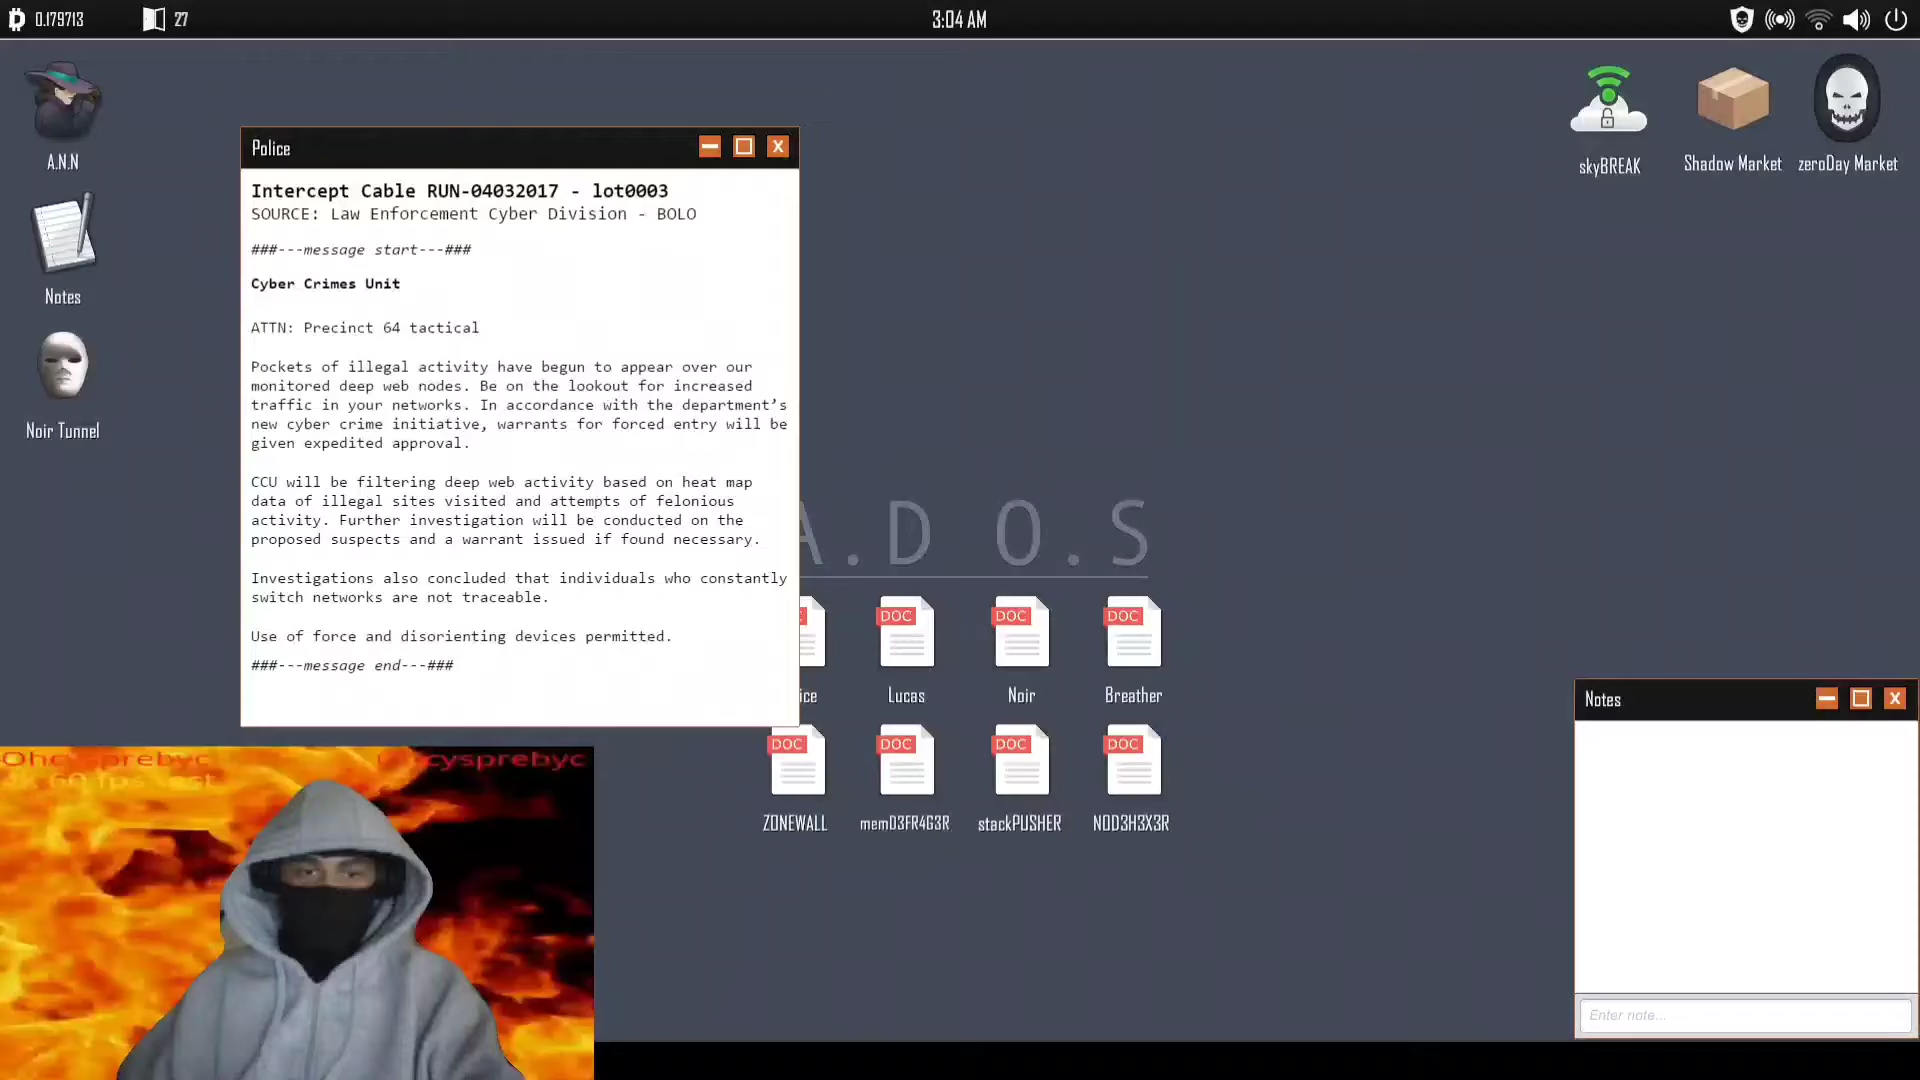 0.179713
27
3:04 AM
A.N.N
Notes
Noir Tunnel
skyBREAK
Shadow Market
zeroDay Market
Police
Intercept Cable RUN-04032017 - lot0003
SOURCE: Law Enforcement Cyber Division - BOLO
###---message start---###
Cyber Crimes Unit
ATTN: Precinct 64 tactical
Pockets of illegal activity have begun to appear over our
monitored deep web nodes. Be on the lookout for increased
traffic in your networks. In accordance with the department’s
new cyber crime initiative, warrants for forced entry will be
given expedited approval.
CCU will be filtering deep web activity based on heat map
data of illegal sites visited and attempts of felonious
activity. Further investigation will be conducted on the
proposed suspects and a warrant issued if found necessary.
Investigations also concluded that individuals who constantly
switch networks are not traceable.
Use of force and disorienting devices permitted.
###---message end---###
A.D O.S
DOC
DOC
DOC
ice
Lucas
Noir
Breather
DOC
DOC
DOC
DOC
ZONEWALL
memD3FR4G3R
stackPUSHER
NOD3H3X3R
Notes
Enter note...
Ohcysprebyc
cysprebyc
60 fps